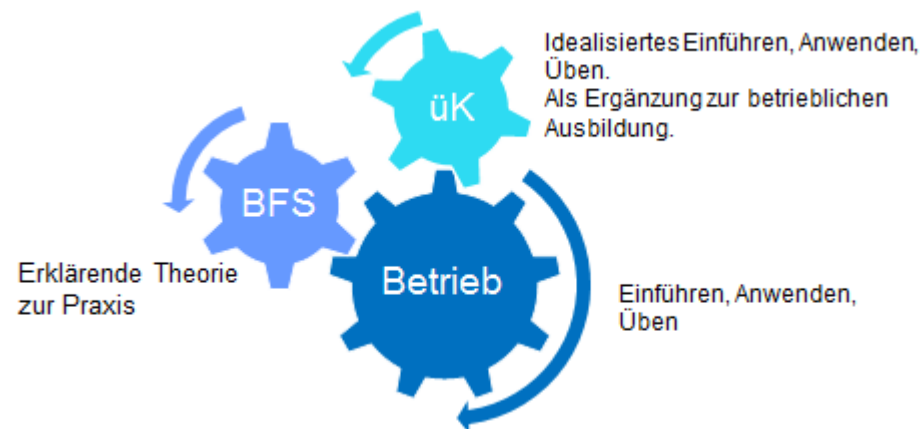 Idealisiertes Einführen, Anwenden,
Üben.
Als Ergänzung zur betrieblichen
Ausbildung.
üK
BFS
Betrieb
Erklärende Theorie
zur Praxis
Einführen, Anwenden,
Üben